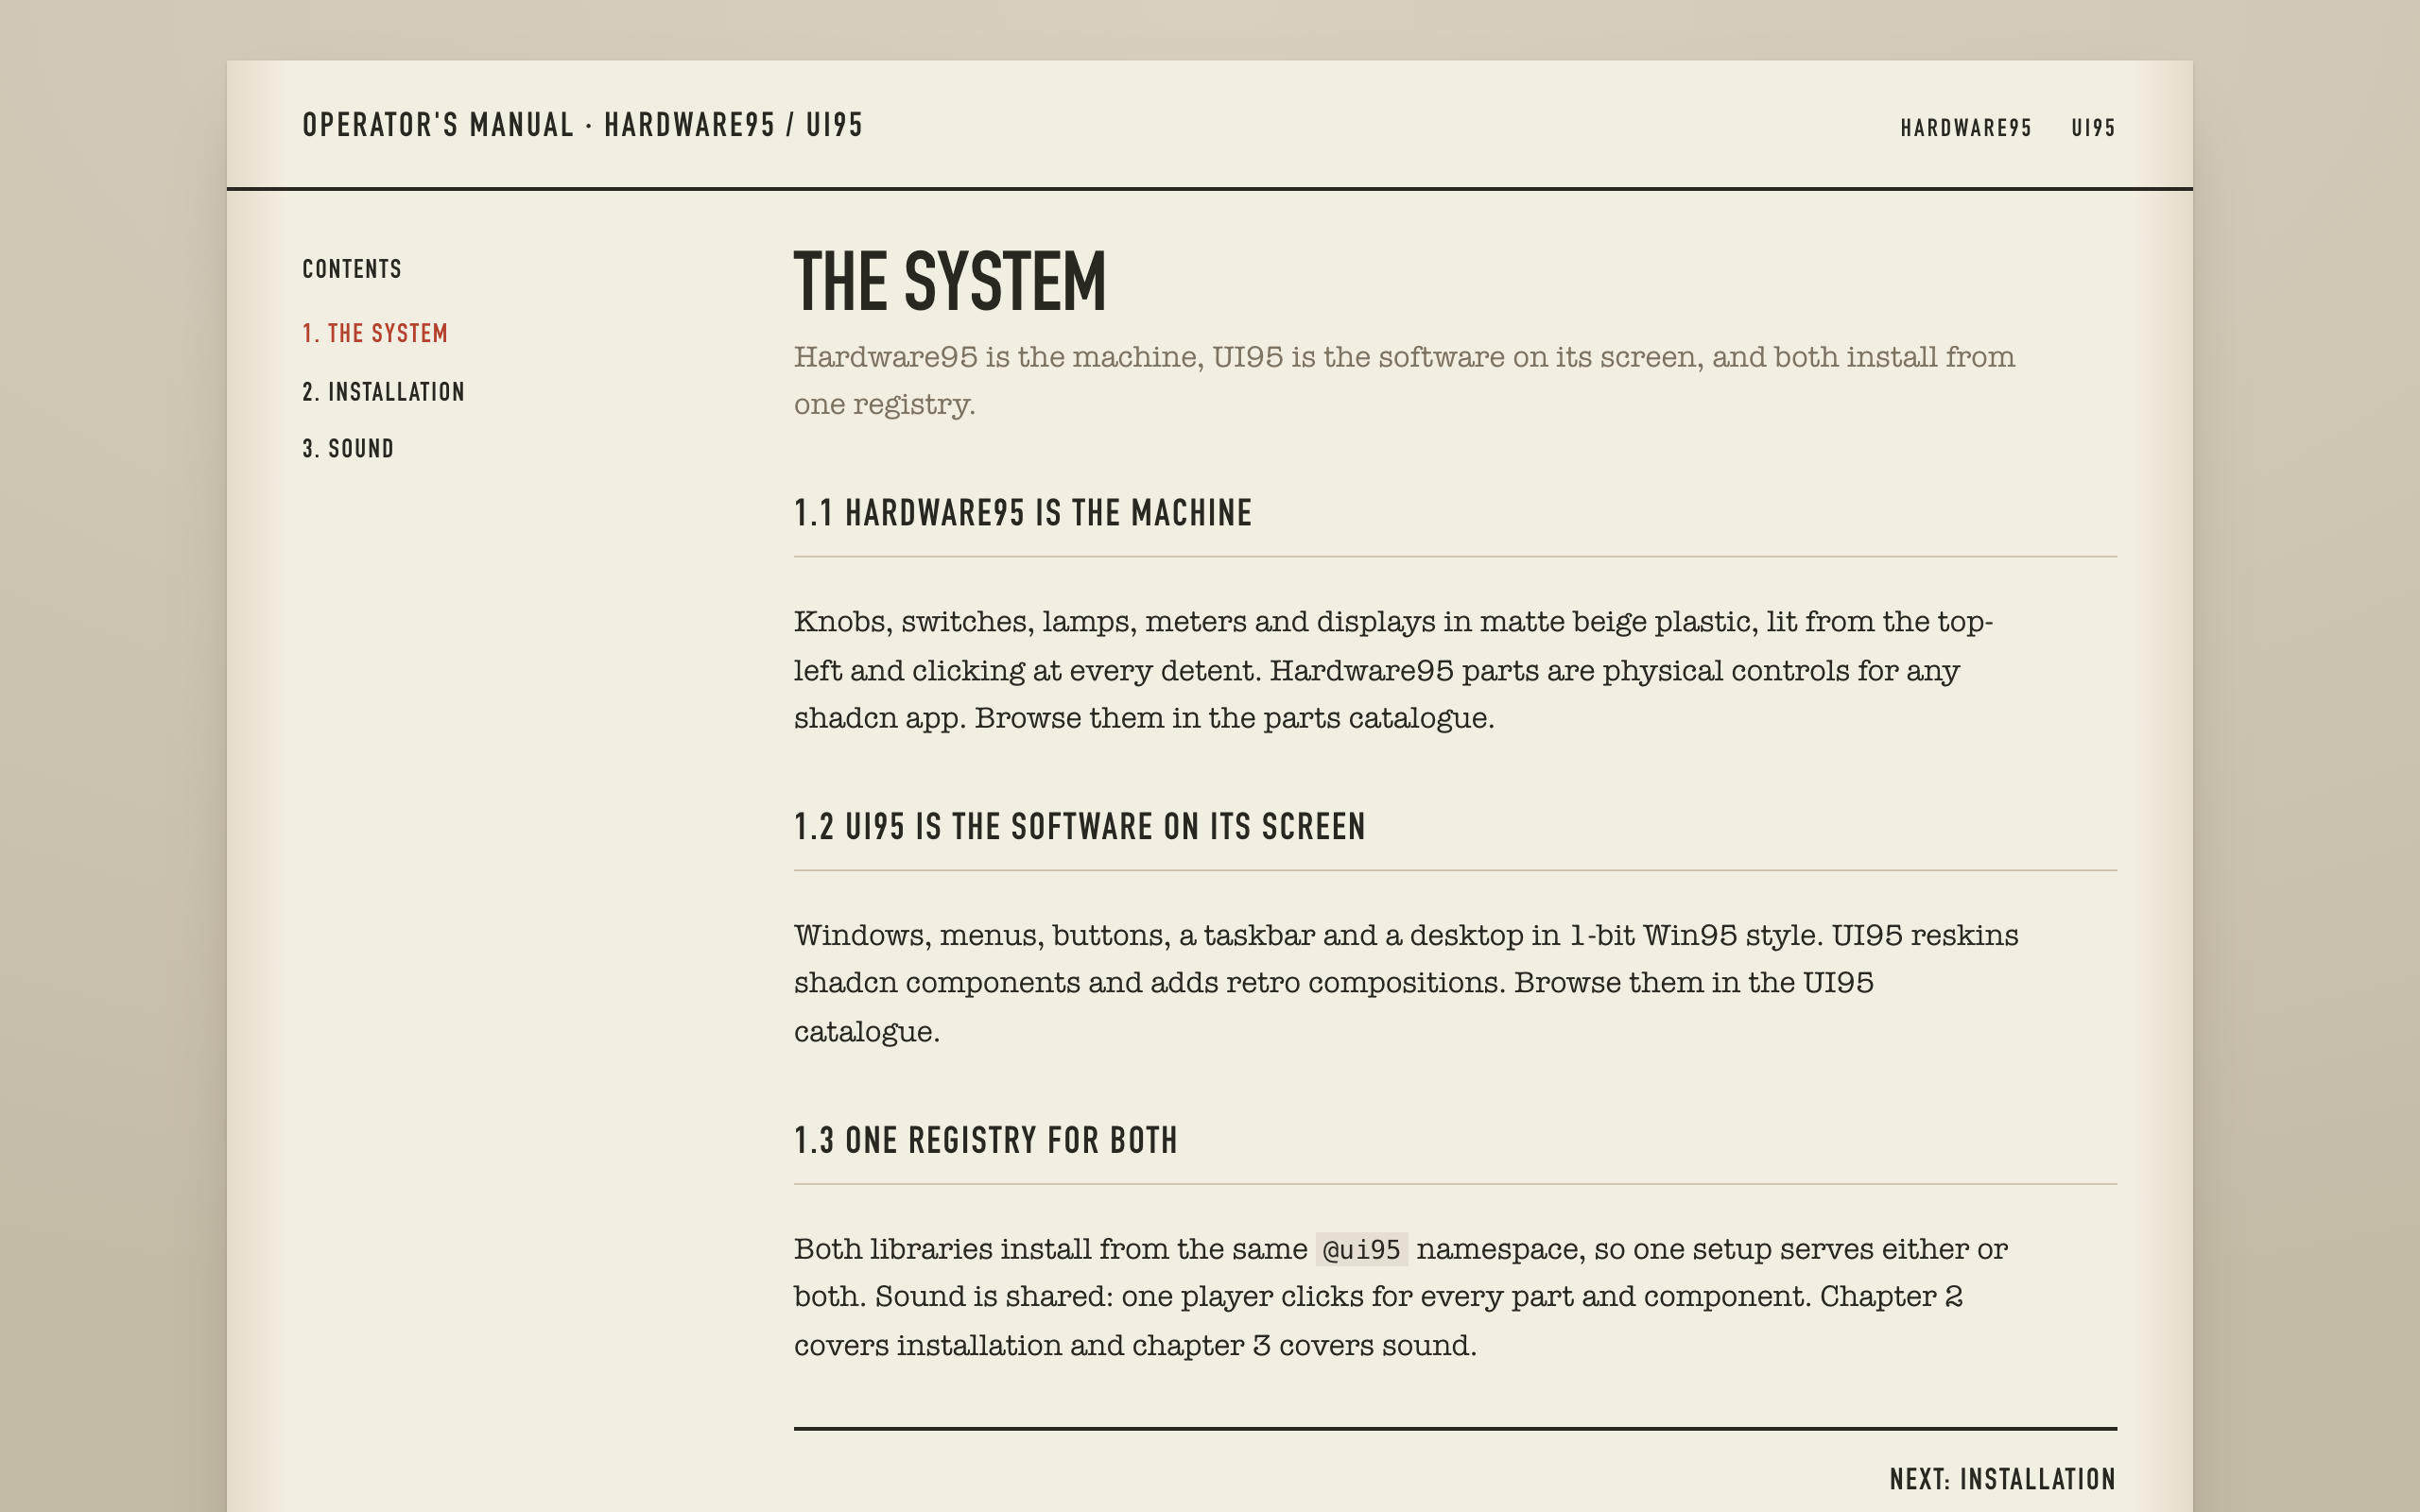 OPERATOR'S MANUAL · HARDWARE95 / UI95
HARDWARE95 UI95
CONTENTS
1. THE SYSTEM
2. INSTALLATION
3. SOUND
THE SYSTEM
Hardware95 is the machine, UI95 is the software on its screen, and both install from
one registry.
1.1 HARDWARE95 IS THE MACHINE
Knobs, switches, lamps, meters and displays in matte beige plastic, lit from the top-
left and clicking at every detent. Hardware95 parts are physical controls for any
shadcn app. Browse them in the parts catalogue.
1.2 UI95 IS THE SOFTWARE ON ITS SCREEN
Windows, menus, buttons, a taskbar and a desktop in 1-bit Win95 style. UI95 reskins
shadcn components and adds retro compositions. Browse them in the UI95
catalogue.
1.3 ONE REGISTRY FOR BOTH
Both libraries install from the same @ui95 namespace, so one setup serves either or
both. Sound is shared: one player clicks for every part and component. Chapter 2
covers installation and chapter 3 covers sound.
NEXT: INSTALLATION